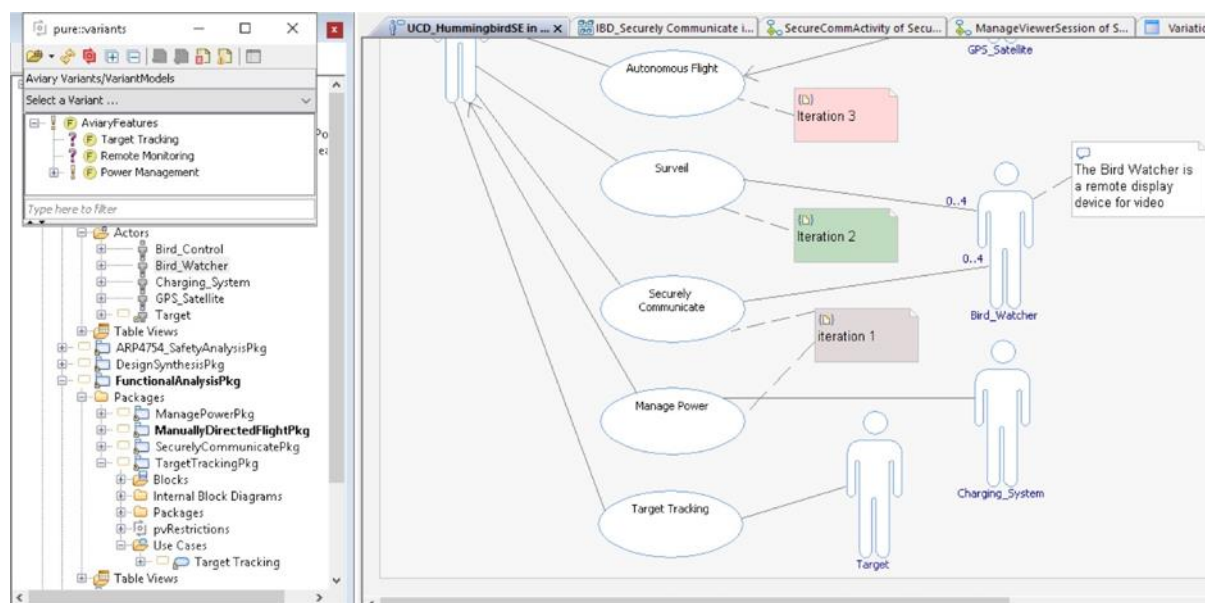 pure::variants
Aviary Variants/VariantModels
Select a Variant ...
AviaryFeatures
Target Tracking
Remote Monitoring
Power Management
Type here to filter
Actors
Bird_Control
Bird_Watcher
Charging_System
GPS_Satellite
Target
Table Views
ARP4754_SafetyAnalysisPkg
DesignSynthesisPkg
FunctionalAnalysisPkg
Packages
ManagePowerPkg
ManuallyDirectedFlightPkg
SecurelyCommunicatePkg
TargetTrackingPkg
Blocks
Internal Block Diagrams
Packages
pvRestrictions
Use Cases
Target Tracking
Table Views
UCD_HummingbirdSE in ...
IBD_Securely Communicate i...
SecureCommActivity of Secu...
ManageViewerSession of S...
Variatio
GPS_Satellite
Autonomous Flight
Iteration 3
Surveil
The Bird Watcher is
a remote display
device for video
0..4
Iteration 2
0..4
Securely
Communicate
Bird_Watcher
iteration 1
Manage Power
Charging_System
Target Tracking
Target